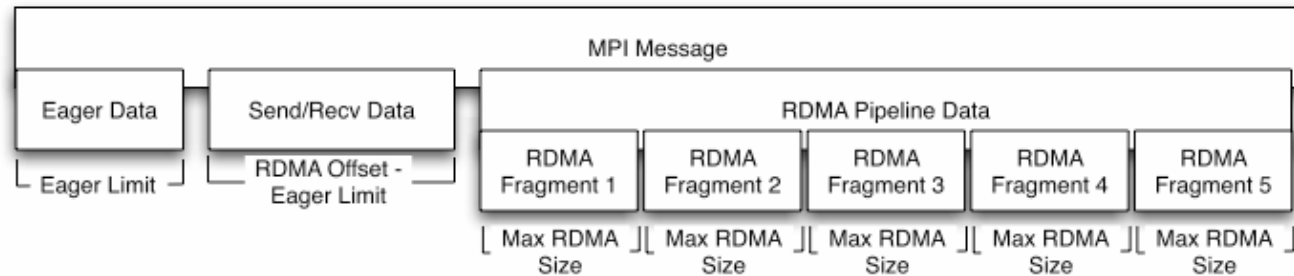 MPI Message
Eager Data
Send/Recv Data
RDMA Pipeline Data
RDMA
Fragment 1
RDMA
Fragment 2
RDMA
Fragment 3
RDMA
Fragment 4
RDMA
Fragment 5
Eager Limit
RDMA Offset -
Eager Limit
Max RDMA
Size
Max RDMA
Size
Max RDMA
Size
Max RDMA
Size
Max RDMA
Size